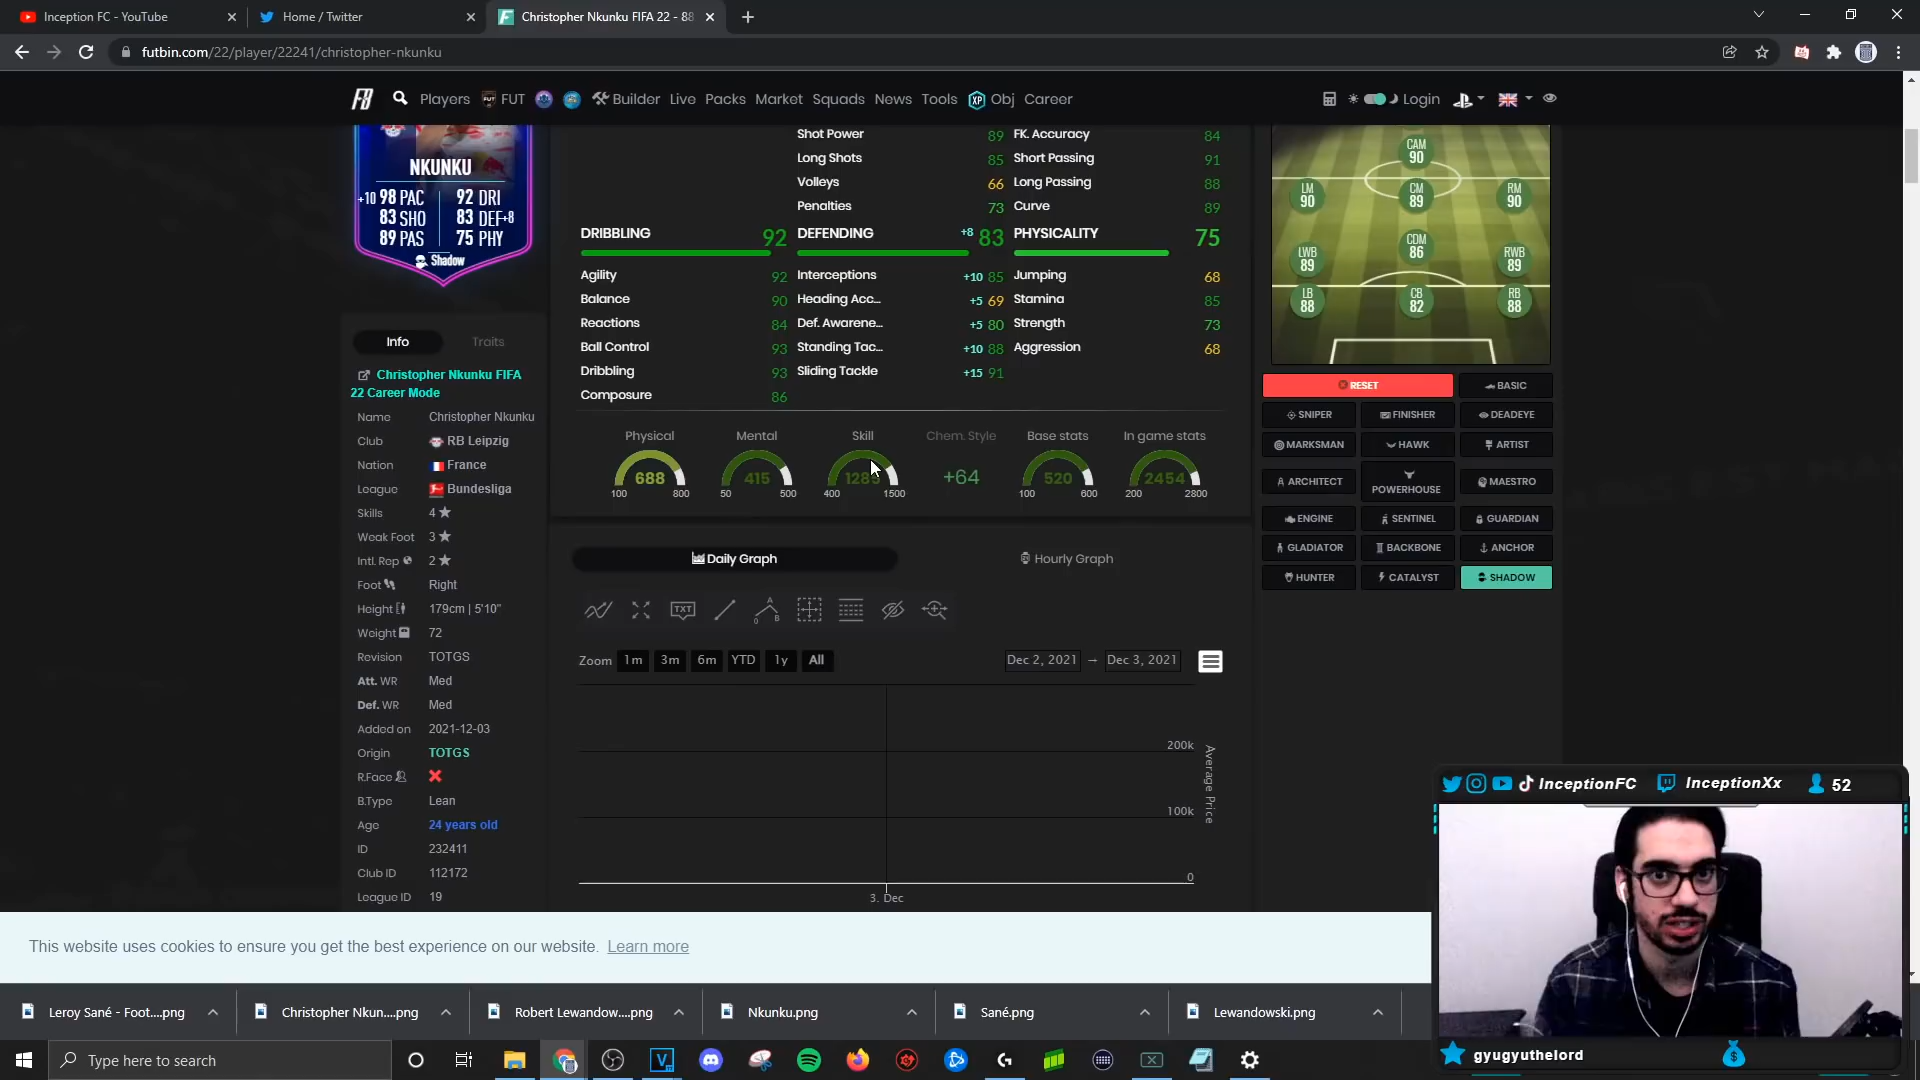 Inception FC - YouTube
Home / Twitter
Christopher Nkunku FIFA 22 - 88
futbin.com/22/player/22241/christopher-nkunku
Players FUT Builder Live Packs Market Squads News Tools XP Obj Career
Login
NKUNKU
+10 98 PAC 92 DRI
83 SHO 83 DEF+8
89 PAS 75 PHY
Shadow
Shot Power 89 FK. Accuracy 84
Long Shots 85 Short Passing 91
Volleys 66 Long Passing 88
Penalties 73 Curve 89
DRIBBLING 92 DEFENDING +8 83 PHYSICALITY 75
Agility 92 Interceptions +10 85 Jumping 68
Balance 90 Heading Acc... +5 69 Stamina 85
Reactions 84 Def. Awarene... +5 80 Strength 73
Ball Control 93 Standing Tac... +10 88 Aggression 68
Dribbling 93 Sliding Tackle +15 91
Composure 86
Physical Mental Skill Chem. Style Base stats In game stats
688 415 +64 520 2454
100 800 50 500 400 1500 100 600 200 2800
CAM
90
LM
90
CM
89
RM
90
CDM
86
LWB
89
RWB
89
LB
88
CB
82
RB
88
RESET BASIC
SNIPER FINISHER DEADEYE
MARKSMAN HAWK ARTIST
ARCHITECT POWERHOUSE MAESTRO
ENGINE SENTINEL GUARDIAN
GLADIATOR BACKBONE ANCHOR
HUNTER CATALYST SHADOW
Info Traits
Christopher Nkunku FIFA
22 Career Mode
Name Christopher Nkunku
Club RB Leipzig
Nation France
League Bundesliga
Skills 4
Weak Foot 3
Intl. Rep 2
Foot Right
Height 179cm | 5'10"
Weight 72
Revision TOTGS
Att. WR Med
Def. WR Med
Added on 2021-12-03
Origin TOTGS
R.Face
B.Type Lean
Age 24 years old
ID 232411
Club ID 112172
League ID 19
Daily Graph Hourly Graph
TXT
Zoom 1m 3m 6m YTD 1y All Dec 2, 2021 → Dec 3, 2021
200k
100k
0
Average Price
3. Dec
InceptionFC InceptionXx 52
gyugyuthelord
This website uses cookies to ensure you get the best experience on our website. Learn more
Leroy Sané - Foot....png Christopher Nkun....png Robert Lewandow....png Nkunku.png Sané.png Lewandowski.png
Type here to search